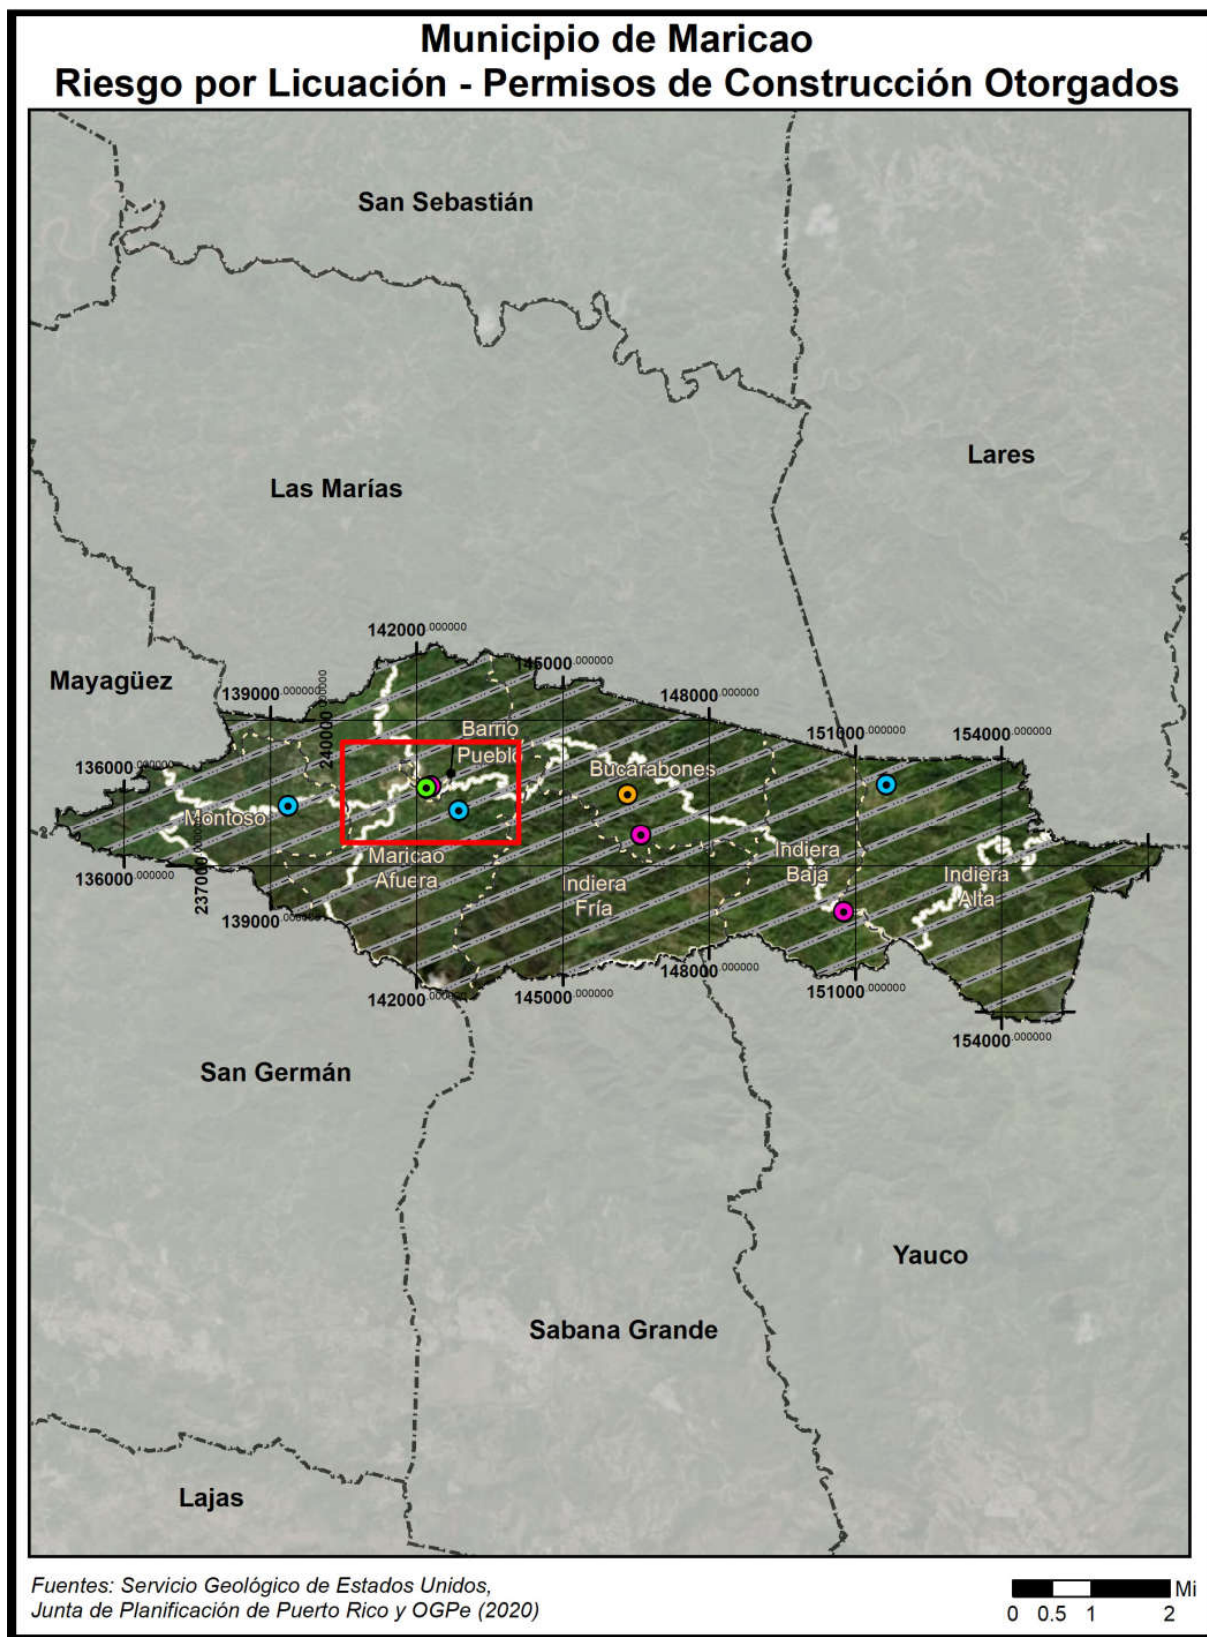 Municipio de Maricao
Riesgo por Licuación - Permisos de Construcción Otorgados
San Sebastián
Lares
Las Marías
Mayagüez
142000.000000
145000.000000
139000.000000
148000.000000
240000.000000
151000.000000
154000.000000
136000.000000
Barrio
Pueblo
Bucarabones
Montoso
Maricao
Afuera
Indiera
Fría
Indiera
Baja
Indiera
Alta
136000.000000
237000.000000
139000.000000
142000.000000
145000.000000
148000.000000
151000.000000
154000.000000
San Germán
Yauco
Sabana Grande
Lajas
Fuentes: Servicio Geológico de Estados Unidos,
Junta de Planificación de Puerto Rico y OGPe (2020)
Mi
0 0.5 1 2